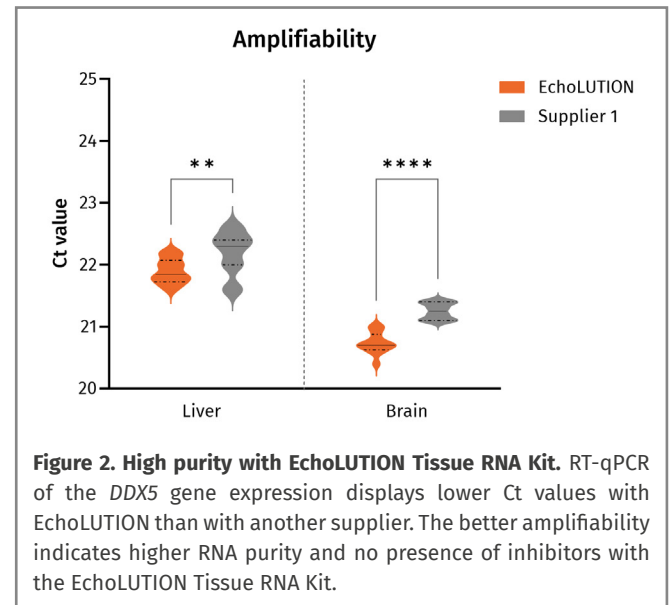 Amplifiability
25
24
23
22
21
20
Ct value
**
****
EchoLUTION
Supplier 1
Liver
Brain
Figure 2. High purity with EchoLUTION Tissue RNA Kit. RT-qPCR
of the DDX5 gene expression displays lower Ct values with
EchoLUTION than with another supplier. The better amplifiability
indicates higher RNA purity and no presence of inhibitors with
the EchoLUTION Tissue RNA Kit.